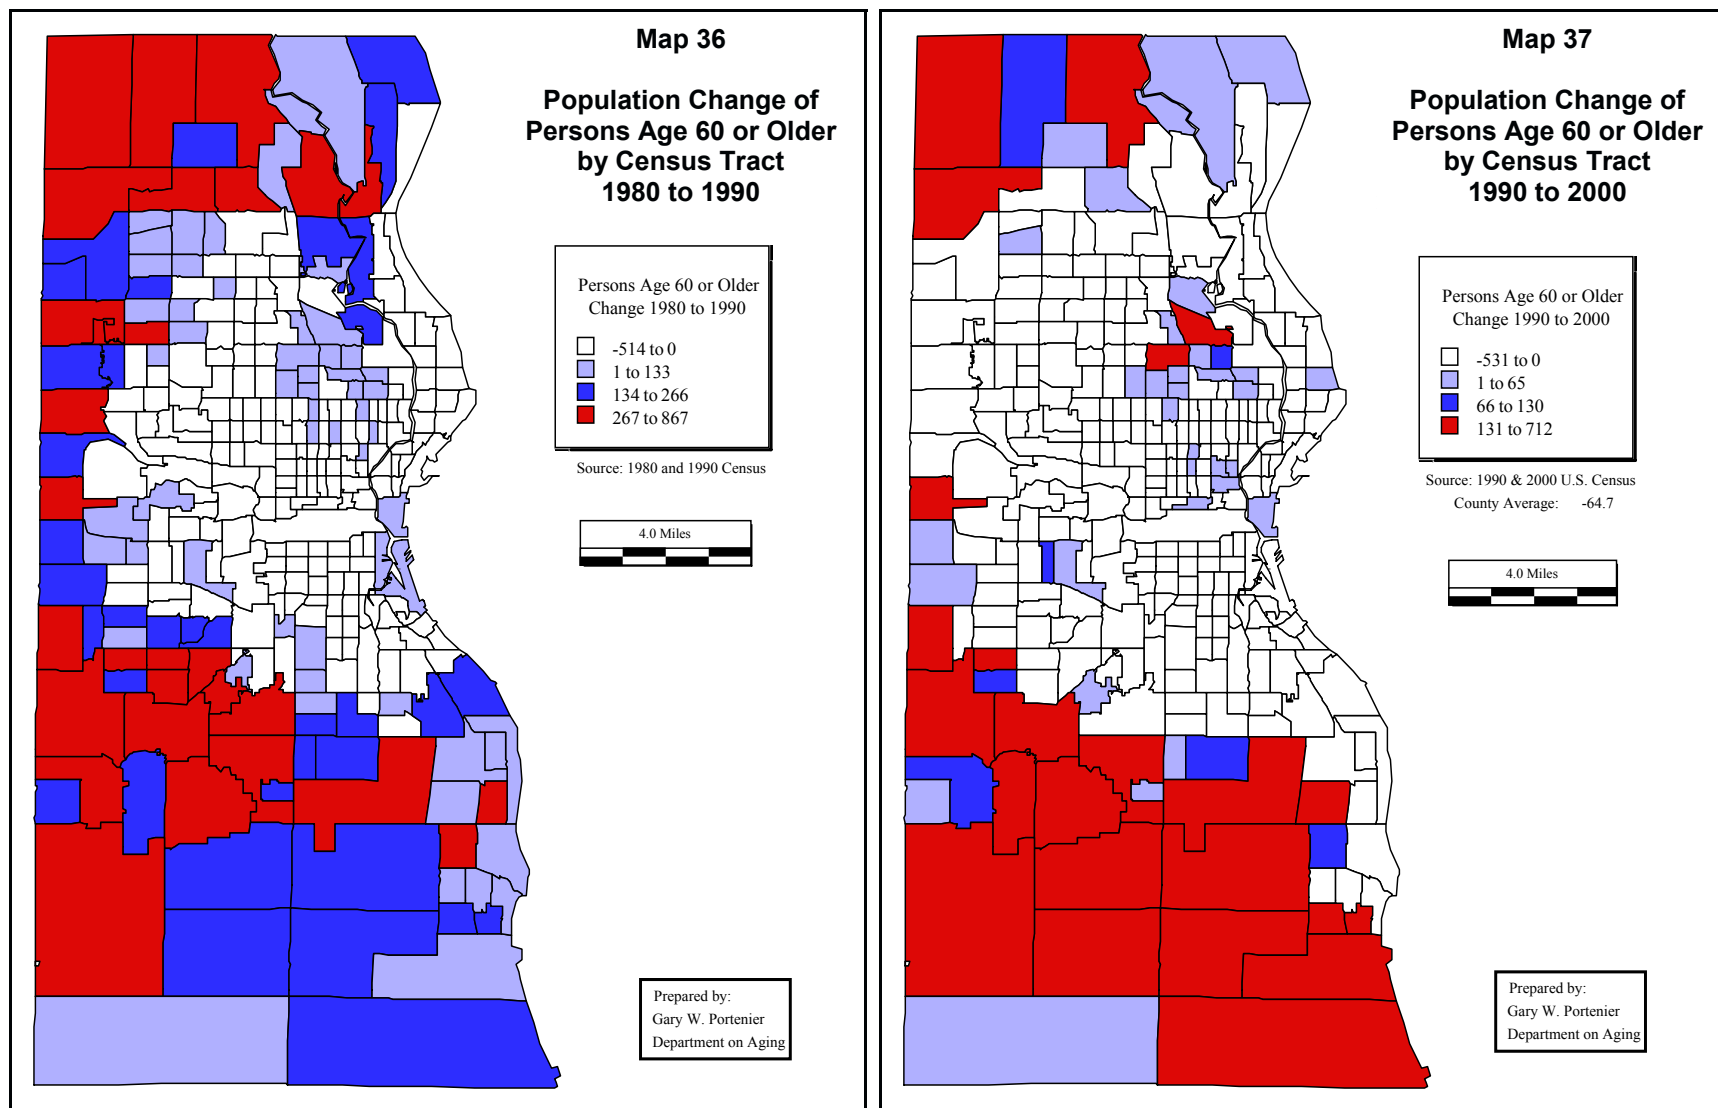 Map 36
Population Change of
Persons Age 60 or Older
by Census Tract
1980 to 1990
Persons Age 60 or Older
Change 1980 to 1990
-514 to 0
1 to 133
134 to 266
267 to 867
Source: 1980 and 1990 Census
4.0 Miles
Prepared by:
Gary W. Portenier
Department on Aging
Map 37
Population Change of
Persons Age 60 or Older
by Census Tract
1990 to 2000
Persons Age 60 or Older
Change 1990 to 2000
-531 to 0
1 to 65
66 to 130
131 to 712
Source: 1990 & 2000 U.S. Census
County Average: -64.7
4.0 Miles
Prepared by:
Gary W. Portenier
Department on Aging